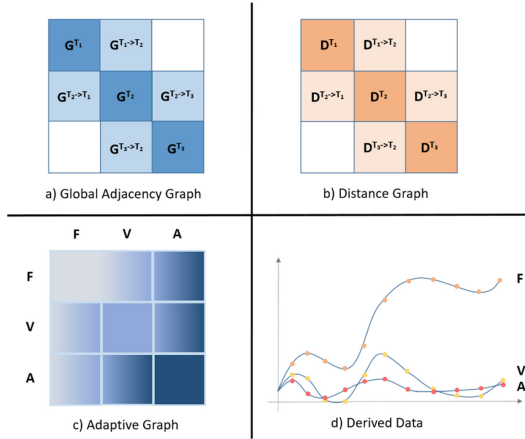 G^T₁ G^T₁->T₂
G^T₂->T₁ G^T₂ G^T₂->T₃
G^T₃->T₂ G^T₃
a) Global Adjacency Graph
D^T₁ D^T₁->T₂
D^T₂->T₁ D^T₂ D^T₂->T₃
D^T₃->T₂ D^T₃
b) Distance Graph
F V A
F
V
A
c) Adaptive Graph
F
V
A
d) Derived Data